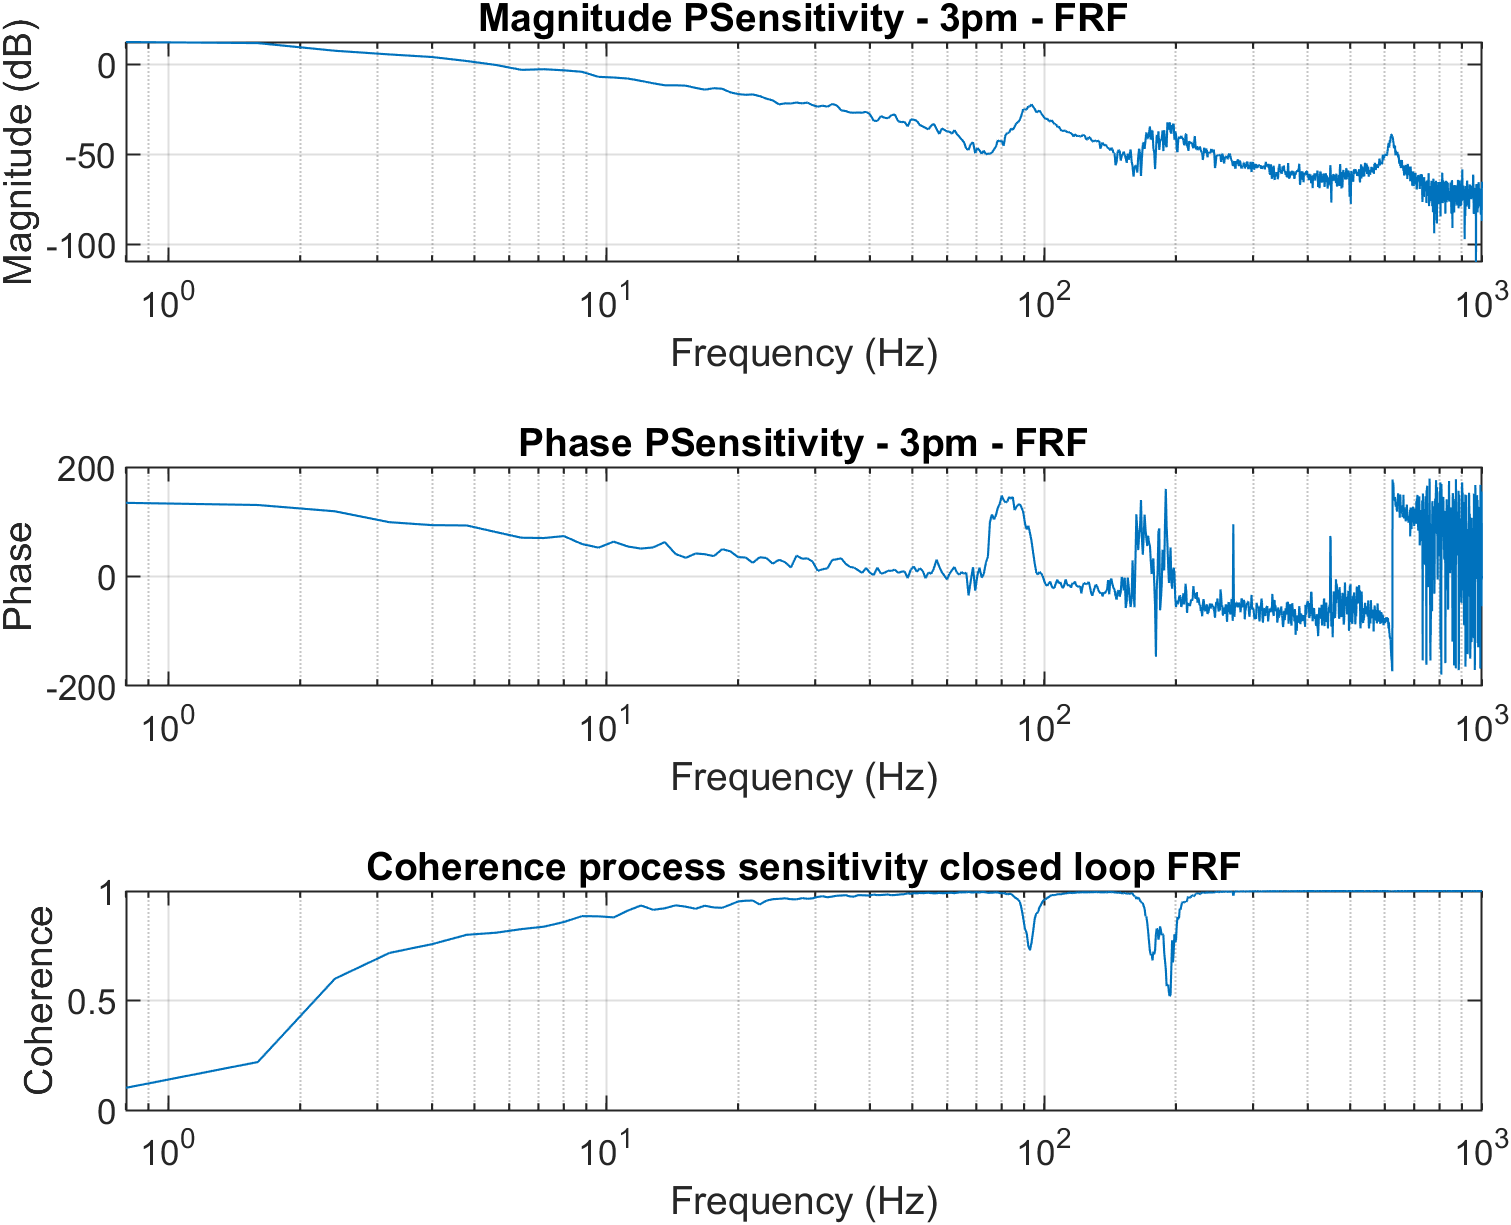 Magnitude PSensitivity - 3pm - FRF
Magnitude (dB)
0
-50
-100
10^0
10^1
10^2
10^3
Frequency (Hz)
Phase PSensitivity - 3pm - FRF
Phase
200
0
-200
10^0
10^1
10^2
10^3
Frequency (Hz)
Coherence process sensitivity closed loop FRF
Coherence
1
0.5
0
10^0
10^1
10^2
10^3
Frequency (Hz)